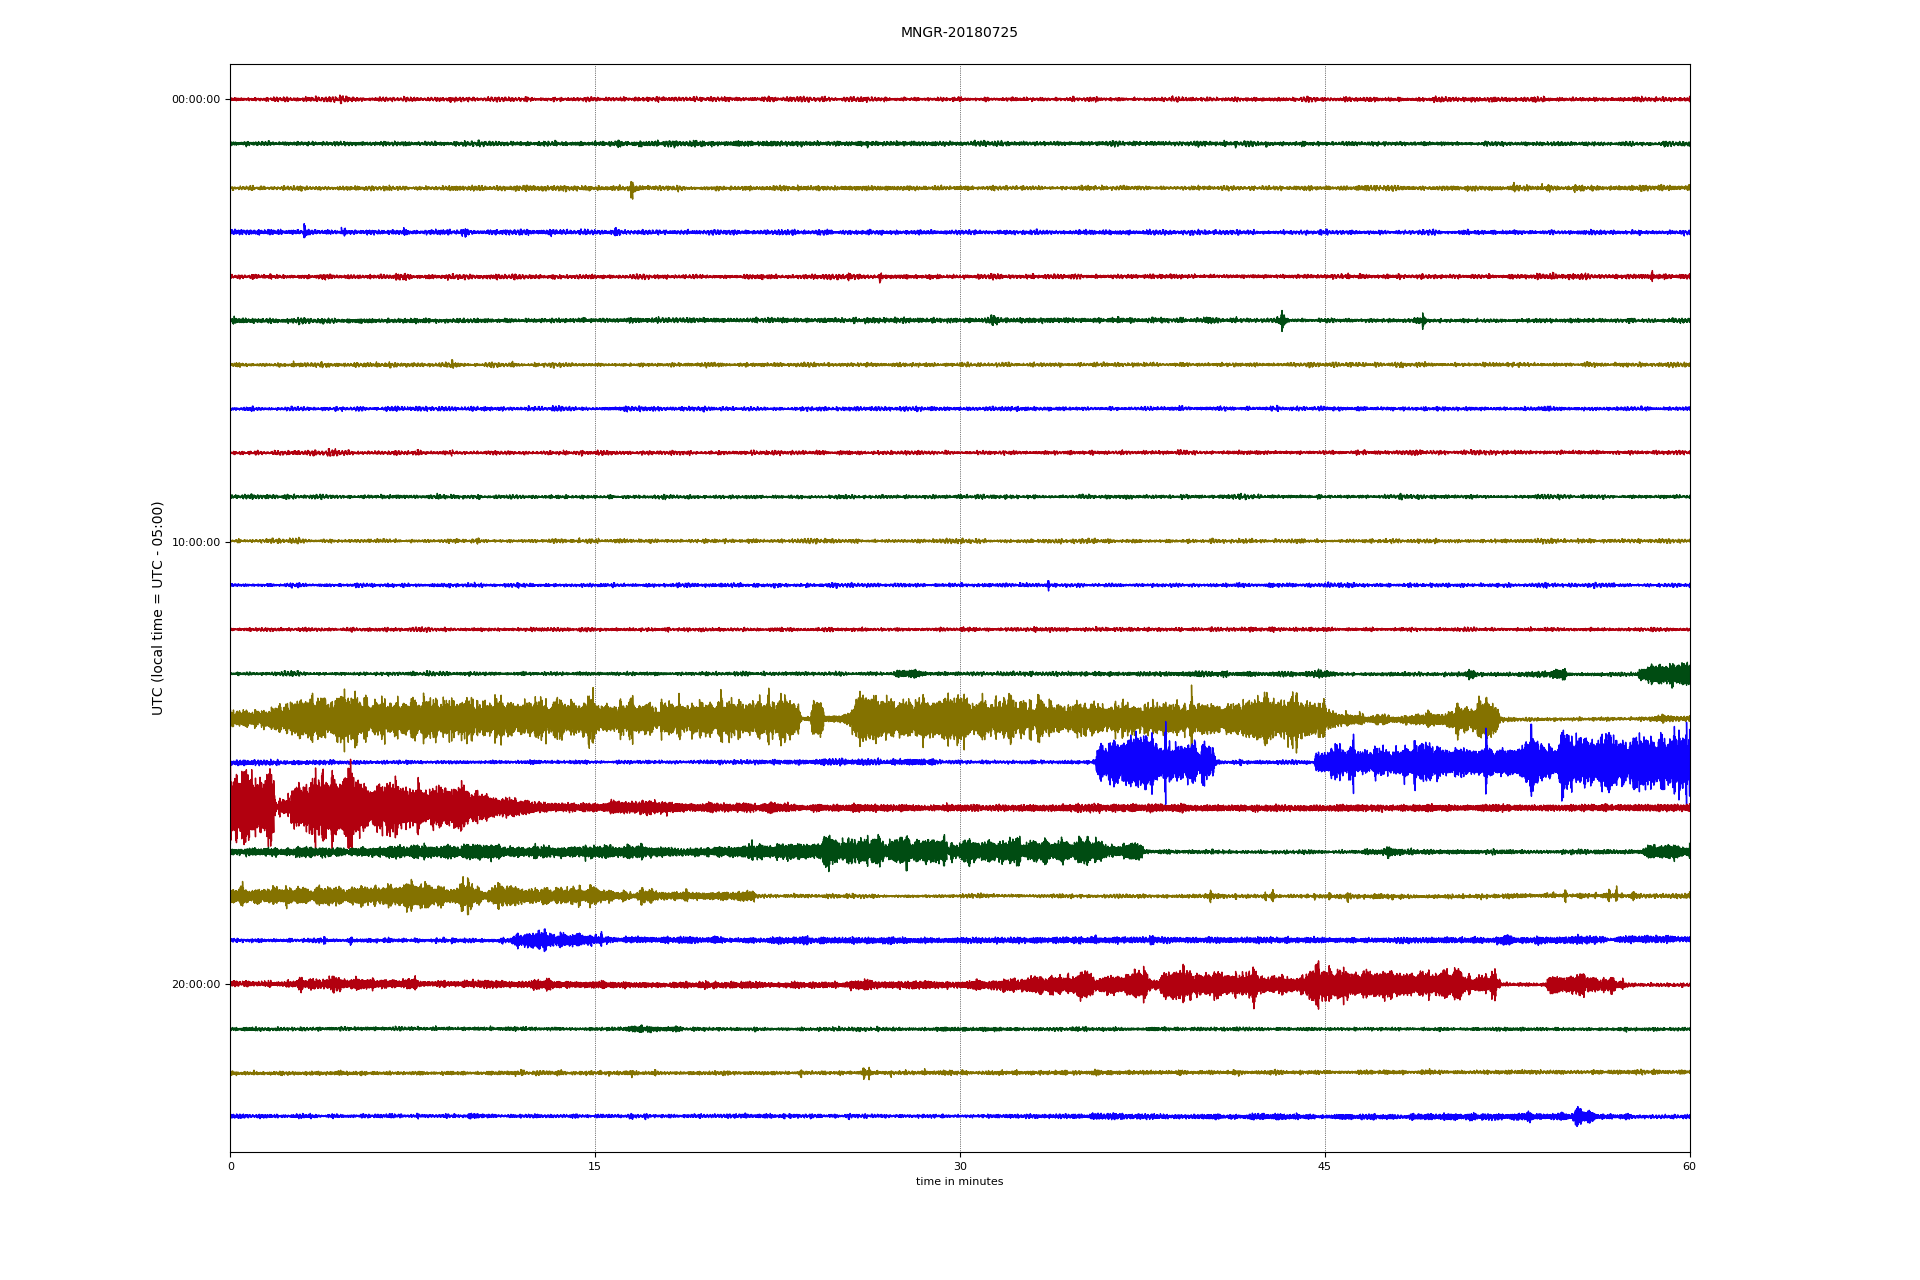 MNGR-20180725
00:00:00
10:00:00
20:00:00
UTC (local time = UTC - 05:00)
0 15 30 45 60
time in minutes